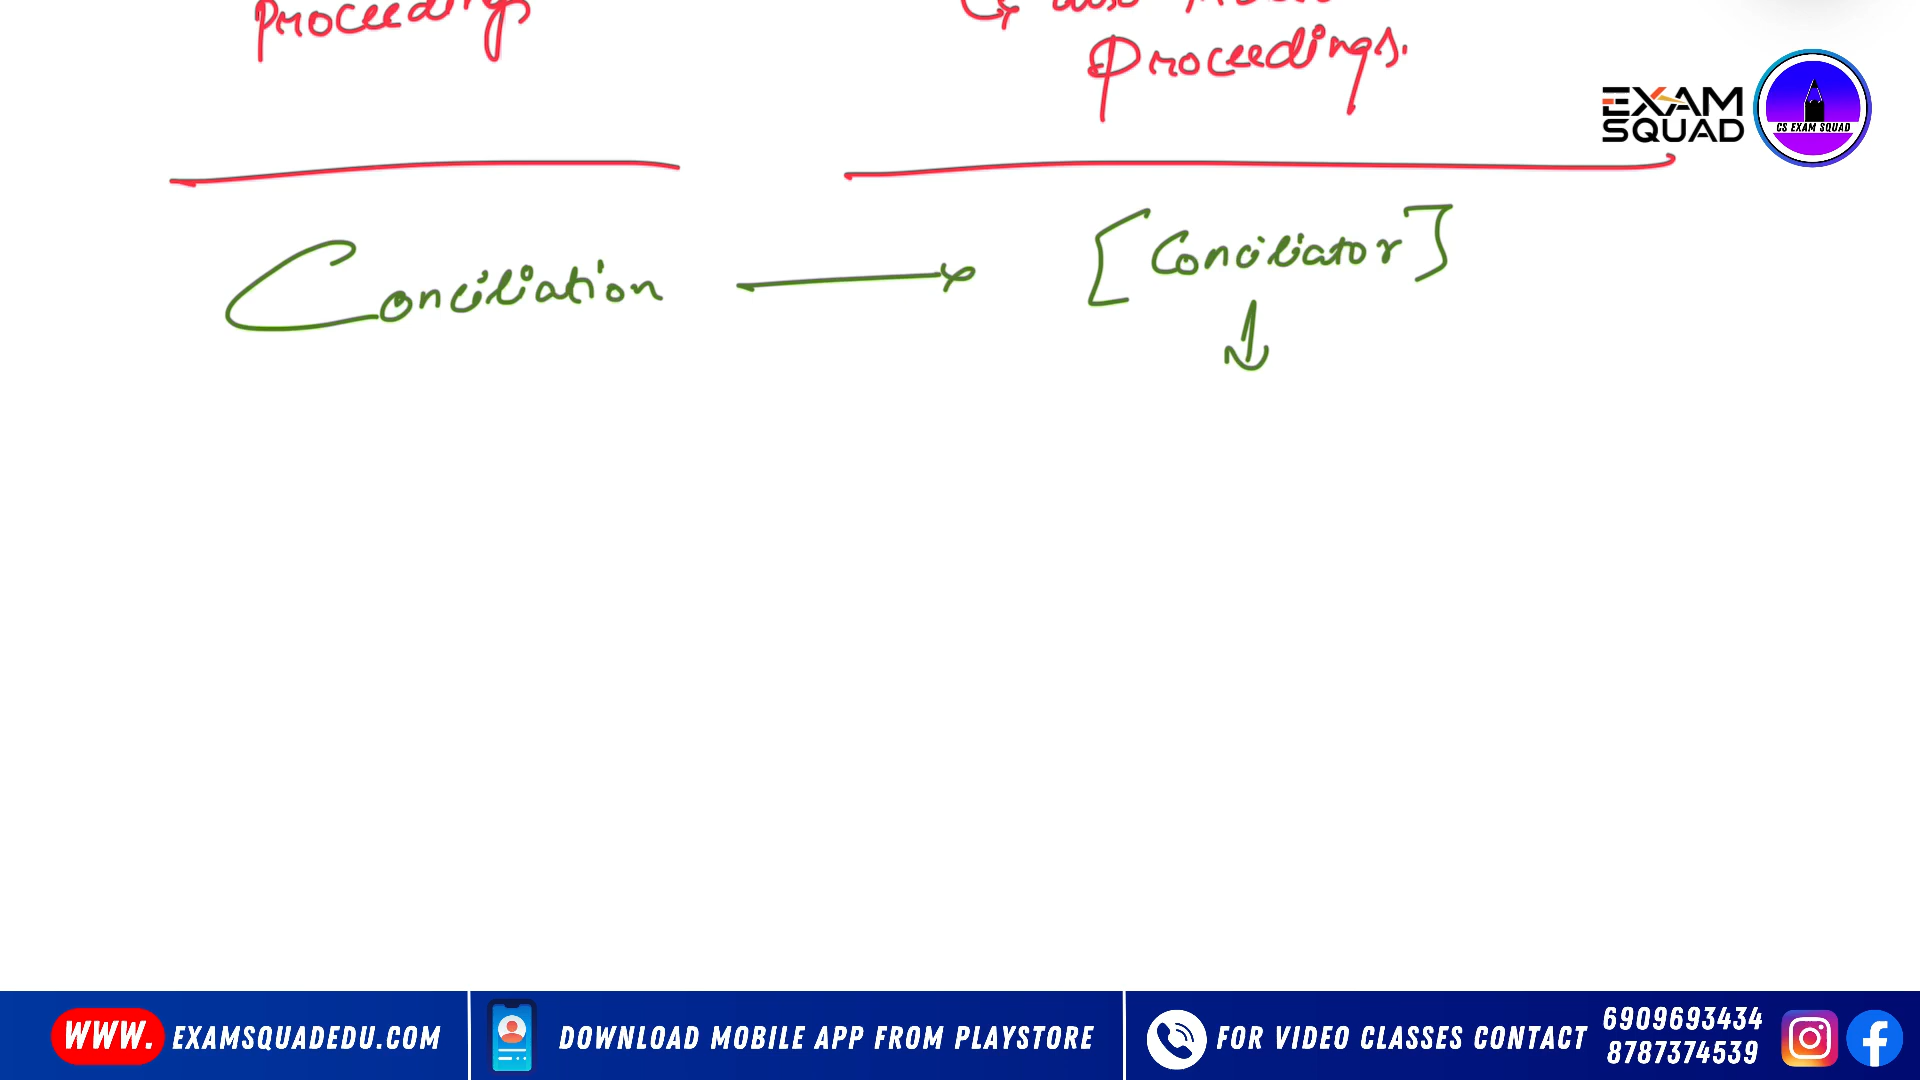 Proceedings
Proceedings.
EXAM
SQUAD
CS EXAM SQUAD
Conciliation [Conciliator]
WWW. EXAMSQUADEDU.COM
DOWNLOAD MOBILE APP FROM PLAYSTORE
FOR VIDEO CLASSES CONTACT
6909693434
8787374539